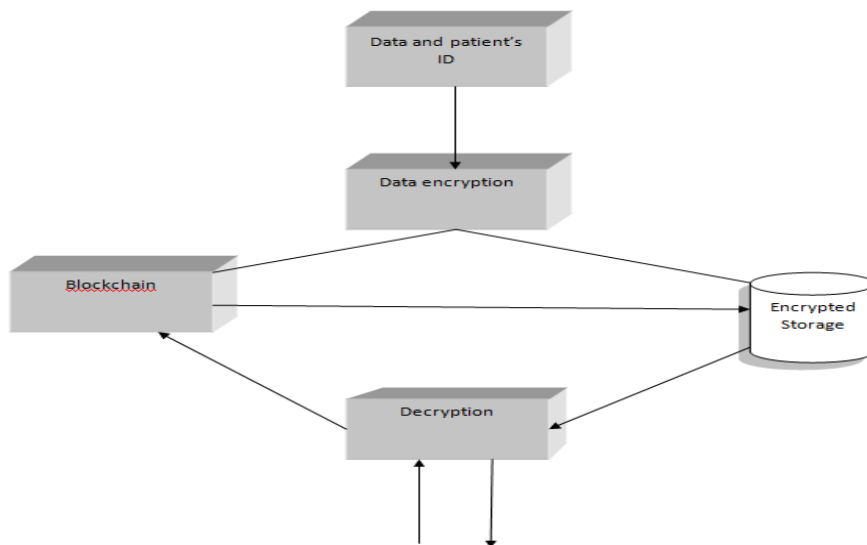 Data and patient's
ID
Data encryption
Blockchain
Encrypted
Storage
Decryption